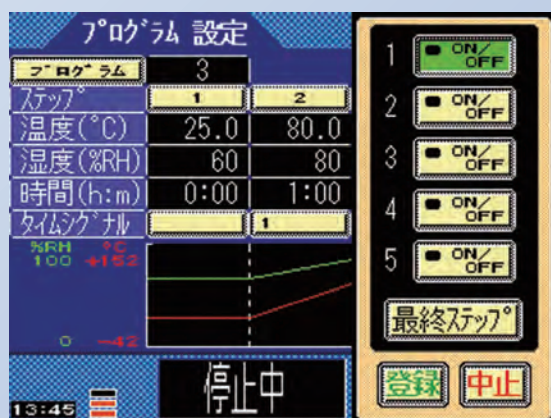 プログラム 設定
プログラム 3
ステップ 1 2
温度(°C) 25.0 80.0
湿度(%RH) 60 80
時間(h:m) 0:00 1:00
タイムシグナル 1
%RH °C
100 +152
0 -42
停止中
13:45
1 ON/OFF
2 ON/OFF
3 ON/OFF
4 ON/OFF
5 ON/OFF
最終ステップ
登録 中止